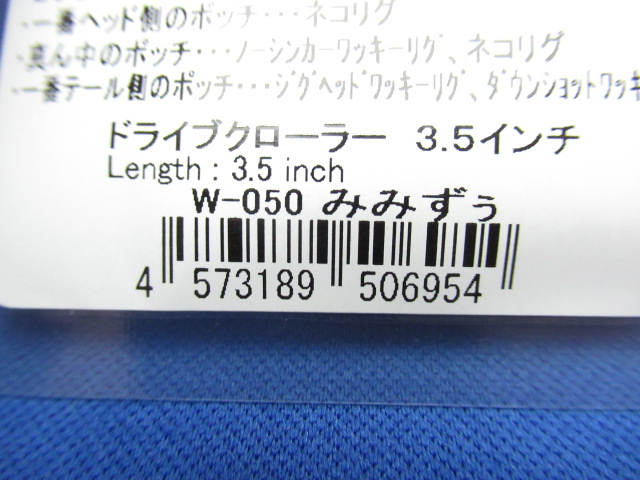 ・一番ヘッド側のポッチ･･･ネコリグ
・真ん中のポッチ･･･ノーシンカーワッキーリグ、ネコリグ
・一番テール側のポッチ･･･ジグヘッドワッキーリグ、ダウンショットワッキ
ドライブクローラー 3.5インチ
Length : 3.5 inch
W-050 みみずぅ
4 573189 506954